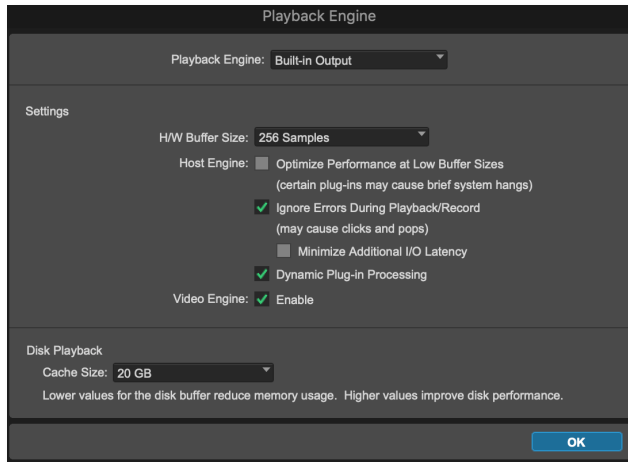 Playback Engine
Playback Engine: Built-in Output
Settings
H/W Buffer Size: 256 Samples
Host Engine: Optimize Performance at Low Buffer Sizes
(certain plug-ins may cause brief system hangs)
Ignore Errors During Playback/Record
(may cause clicks and pops)
Minimize Additional I/O Latency
Dynamic Plug-in Processing
Video Engine: Enable
Disk Playback
Cache Size: 20 GB
Lower values for the disk buffer reduce memory usage. Higher values improve disk performance.
OK